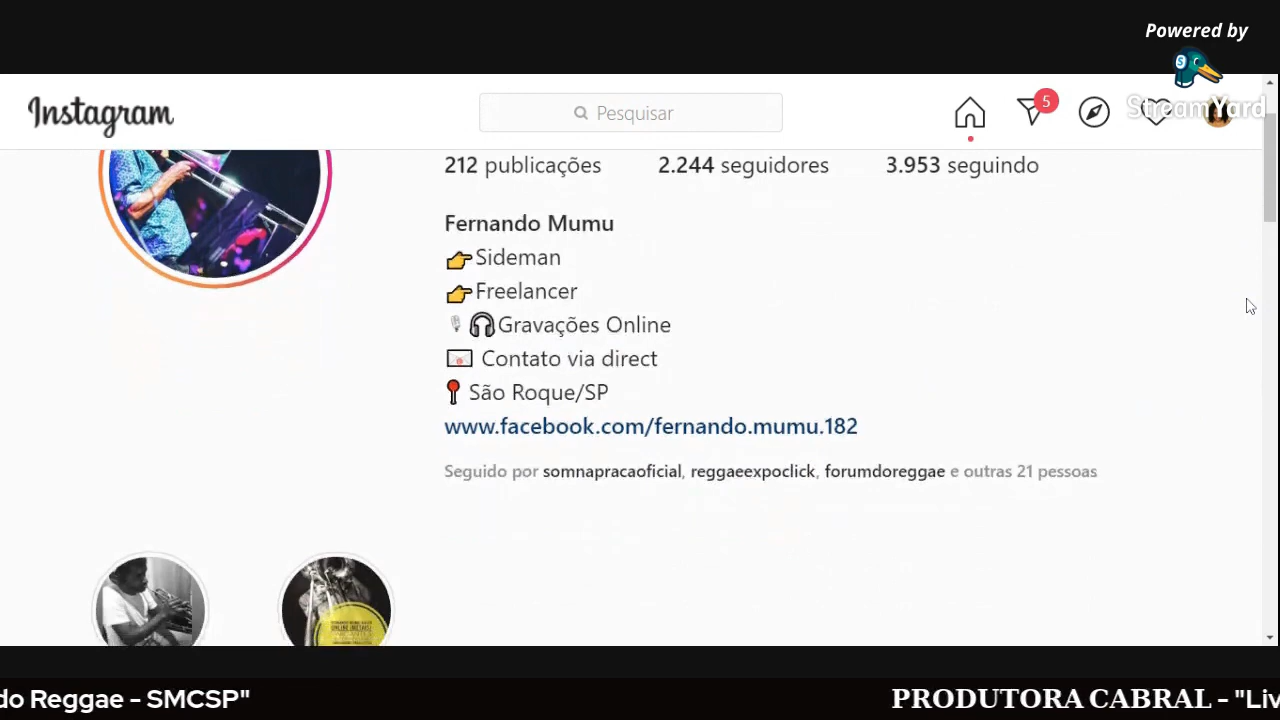 Powered by
StreamYard
Instagram
Pesquisar
5
212 publicações 2.244 seguidores 3.953 seguindo
Fernando Mumu
👉Sideman
👉Freelancer
🎙🎧Gravações Online
💌 Contato via direct
📍São Roque/SP
www.facebook.com/fernando.mumu.182
Seguido por somnapracaoficial, reggaeexpoclick, forumdoreggae e outras 21 pessoas
do Reggae - SMCSP" PRODUTORA CABRAL - "Liv